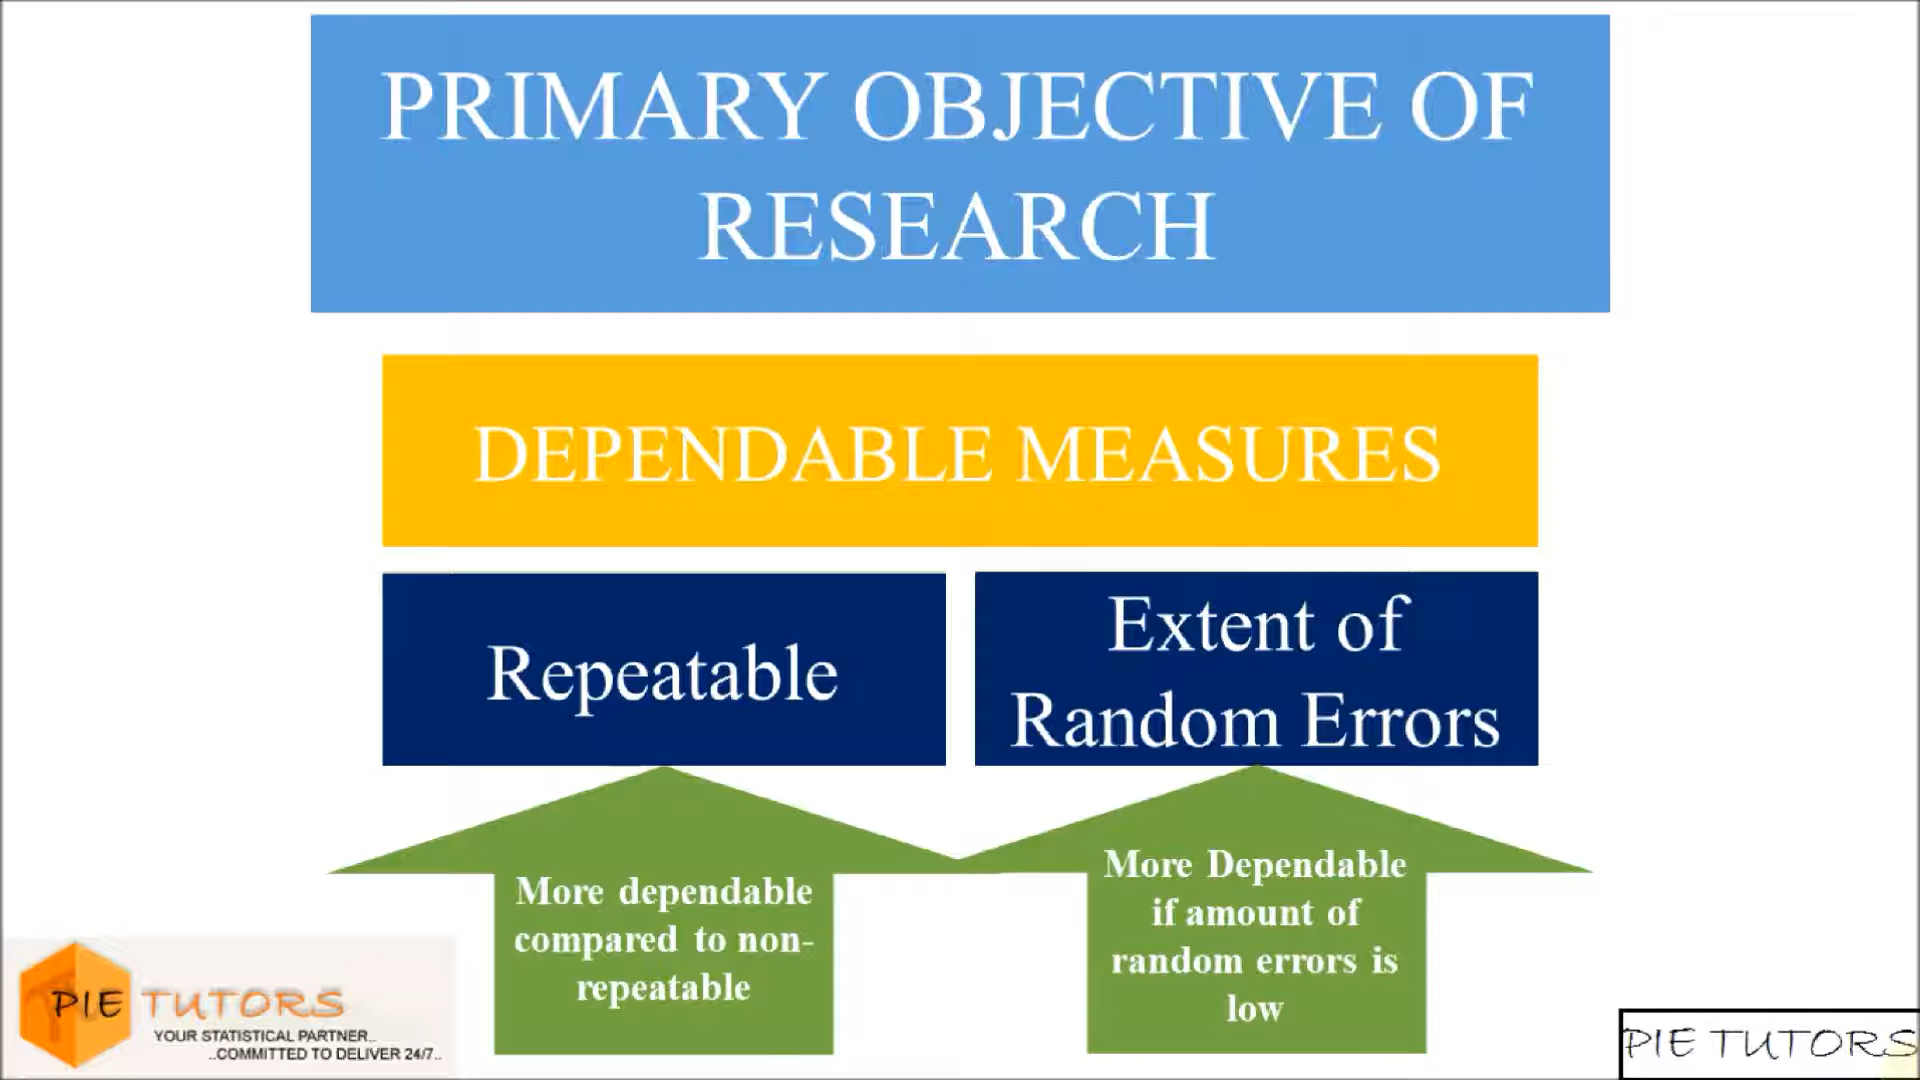 PRIMARY OBJECTIVE OF
RESEARCH
DEPENDABLE MEASURES
Repeatable
Extent of
Random Errors
More dependable
compared to non-
repeatable
More Dependable
if amount of
random errors is
low
PIE TUTORS
YOUR STATISTICAL PARTNER..
..COMMITTED TO DELIVER 24/7..
PIE TUTORS